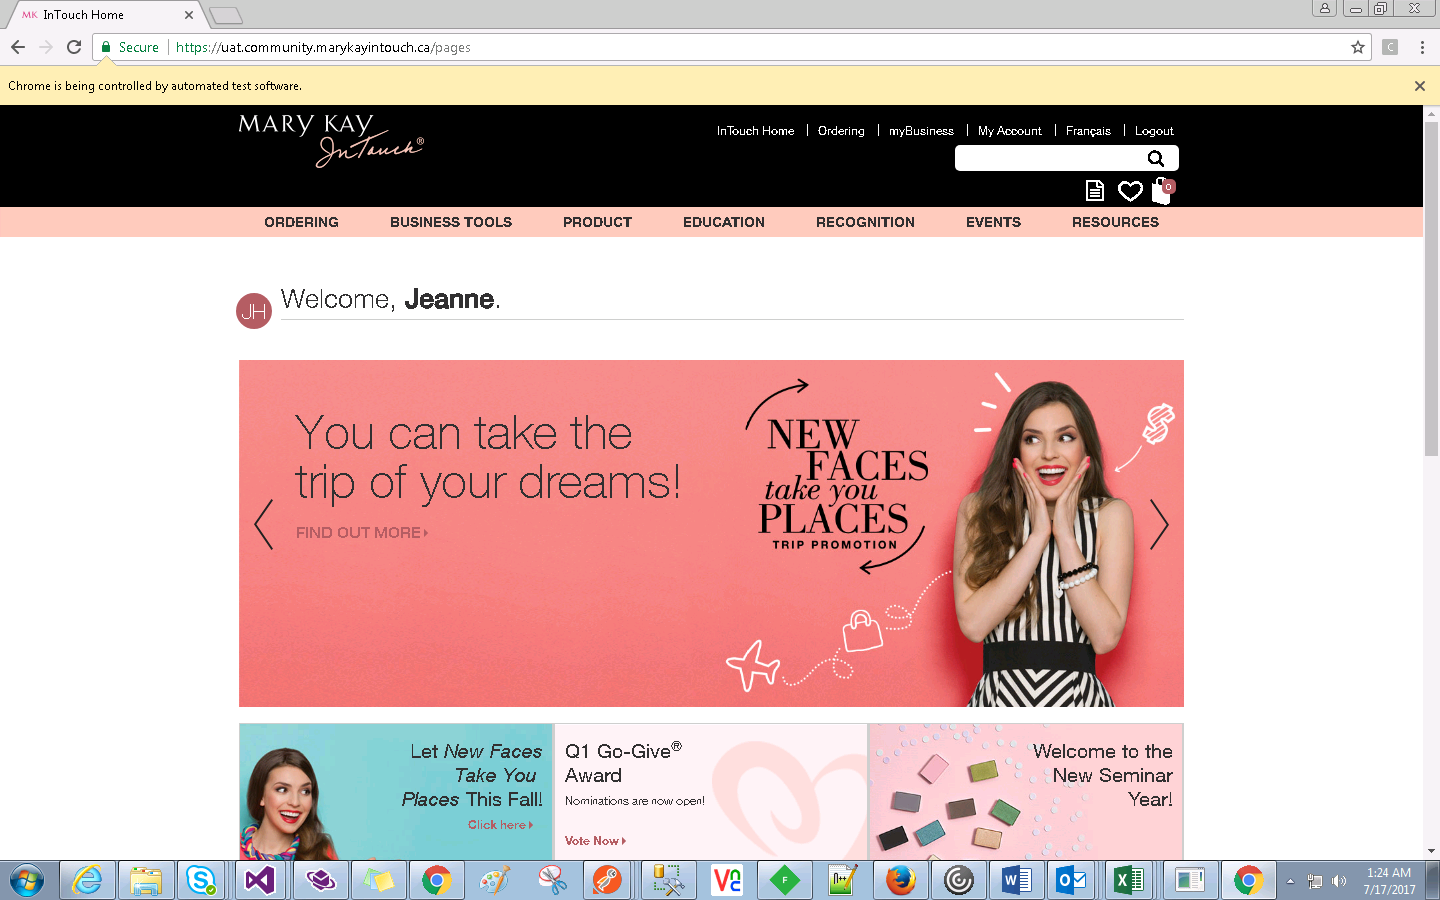 MK InTouch Home
Secure https://uat.community.marykayintouch.ca/pages
C
Chrome is being controlled by automated test software.
MARY KAY
InTouch®
InTouch Home Ordering myBusiness My Account Français Logout
0
ORDERING BUSINESS TOOLS PRODUCT EDUCATION RECOGNITION EVENTS RESOURCES
JH Welcome, Jeanne.
You can take the
trip of your dreams!
FIND OUT MORE
NEW
FACES
take you
PLACES
TRIP PROMOTION
Let New Faces
Take You
Places This Fall!
Click here
Q1 Go-Give®
Award
Nominations are now open!
Vote Now
Welcome to the
New Seminar
Year!
1:24 AM
7/17/2017